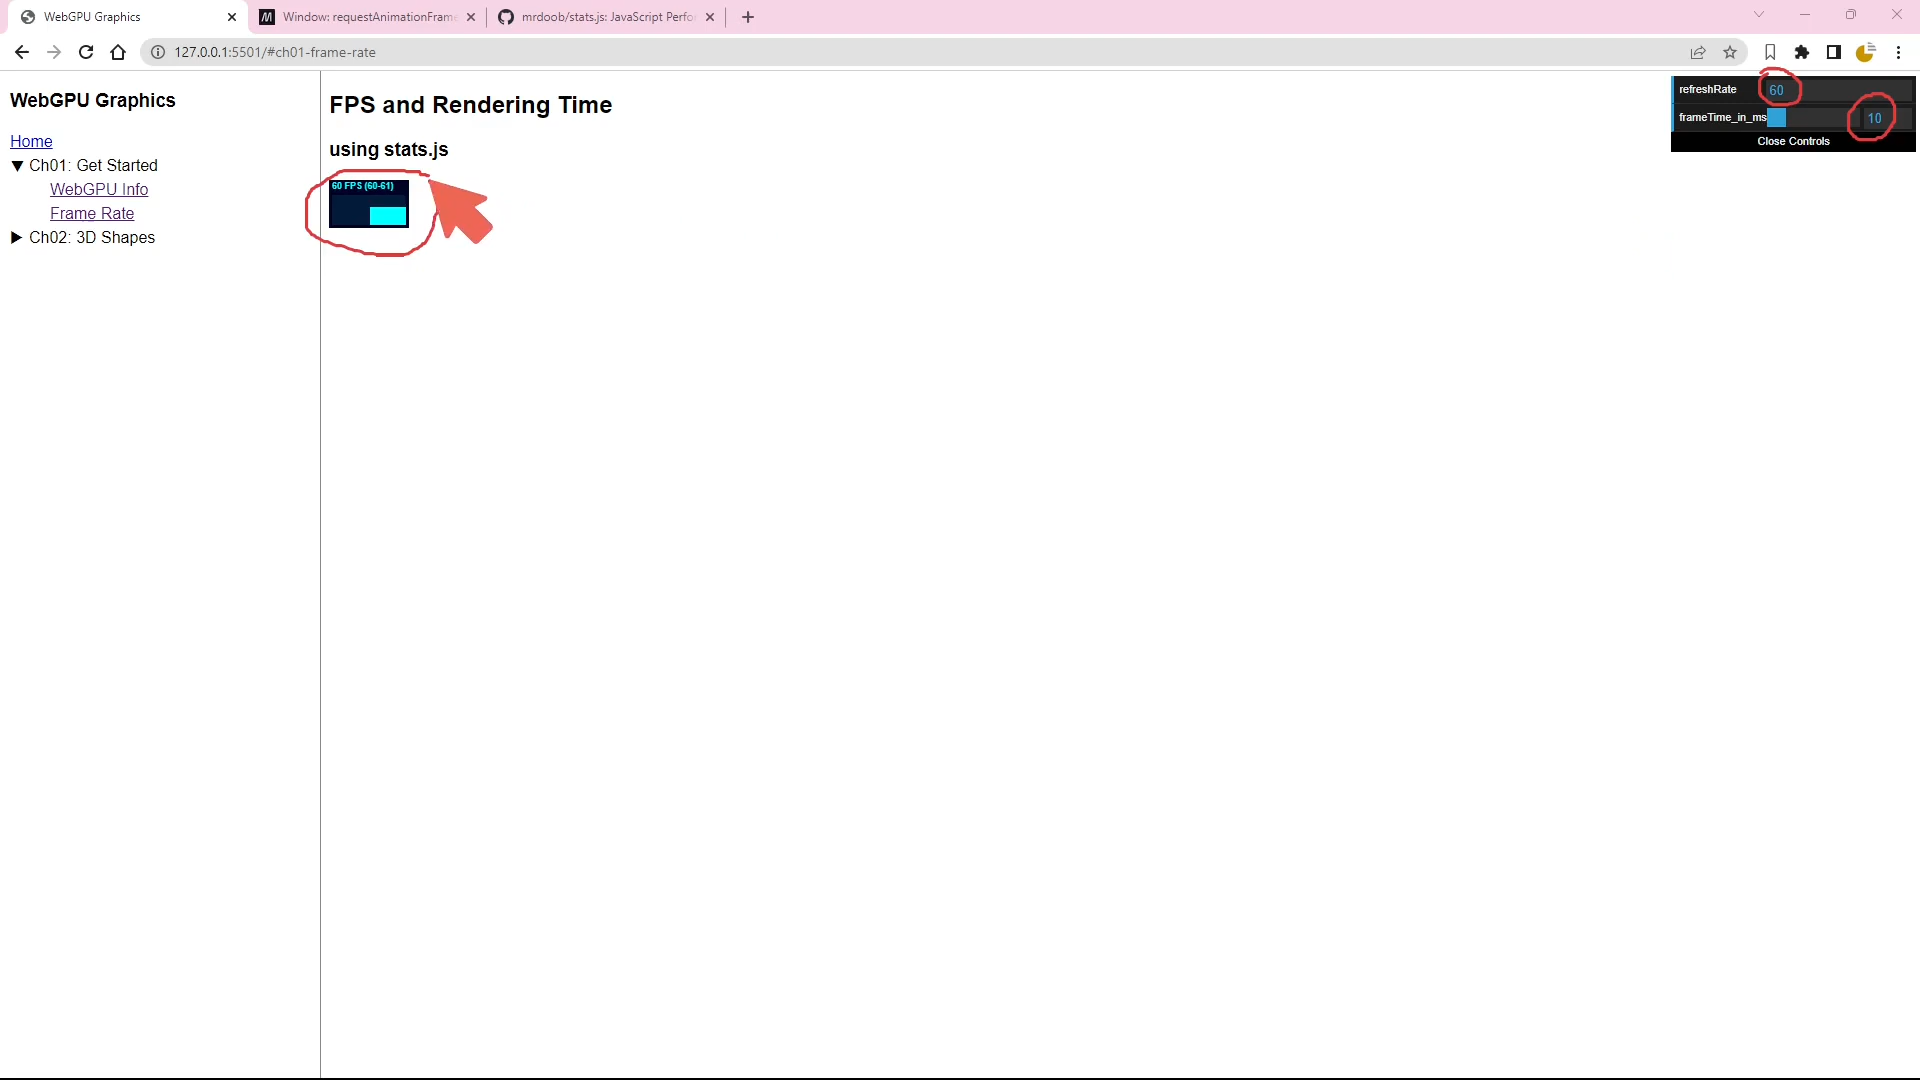 WebGPU Graphics
Window: requestAnimationFrame
mrdoob/stats.js: JavaScript Perfo
127.0.0.1:5501/#ch01-frame-rate
WebGPU Graphics
Home
Ch01: Get Started
WebGPU Info
Frame Rate
Ch02: 3D Shapes
FPS and Rendering Time
using stats.js
60 FPS (60-61)
refreshRate 60
frameTime_in_ms 10
Close Controls